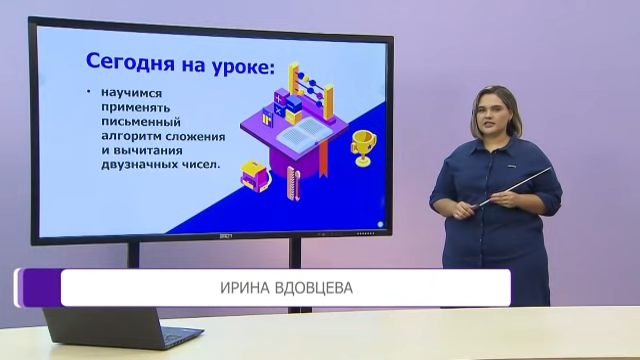 Сегодня на уроке:
• научимся
применять
письменный
алгоритм сложения
и вычитания
двузначных чисел.
ИРИНА ВДОВЦЕВА